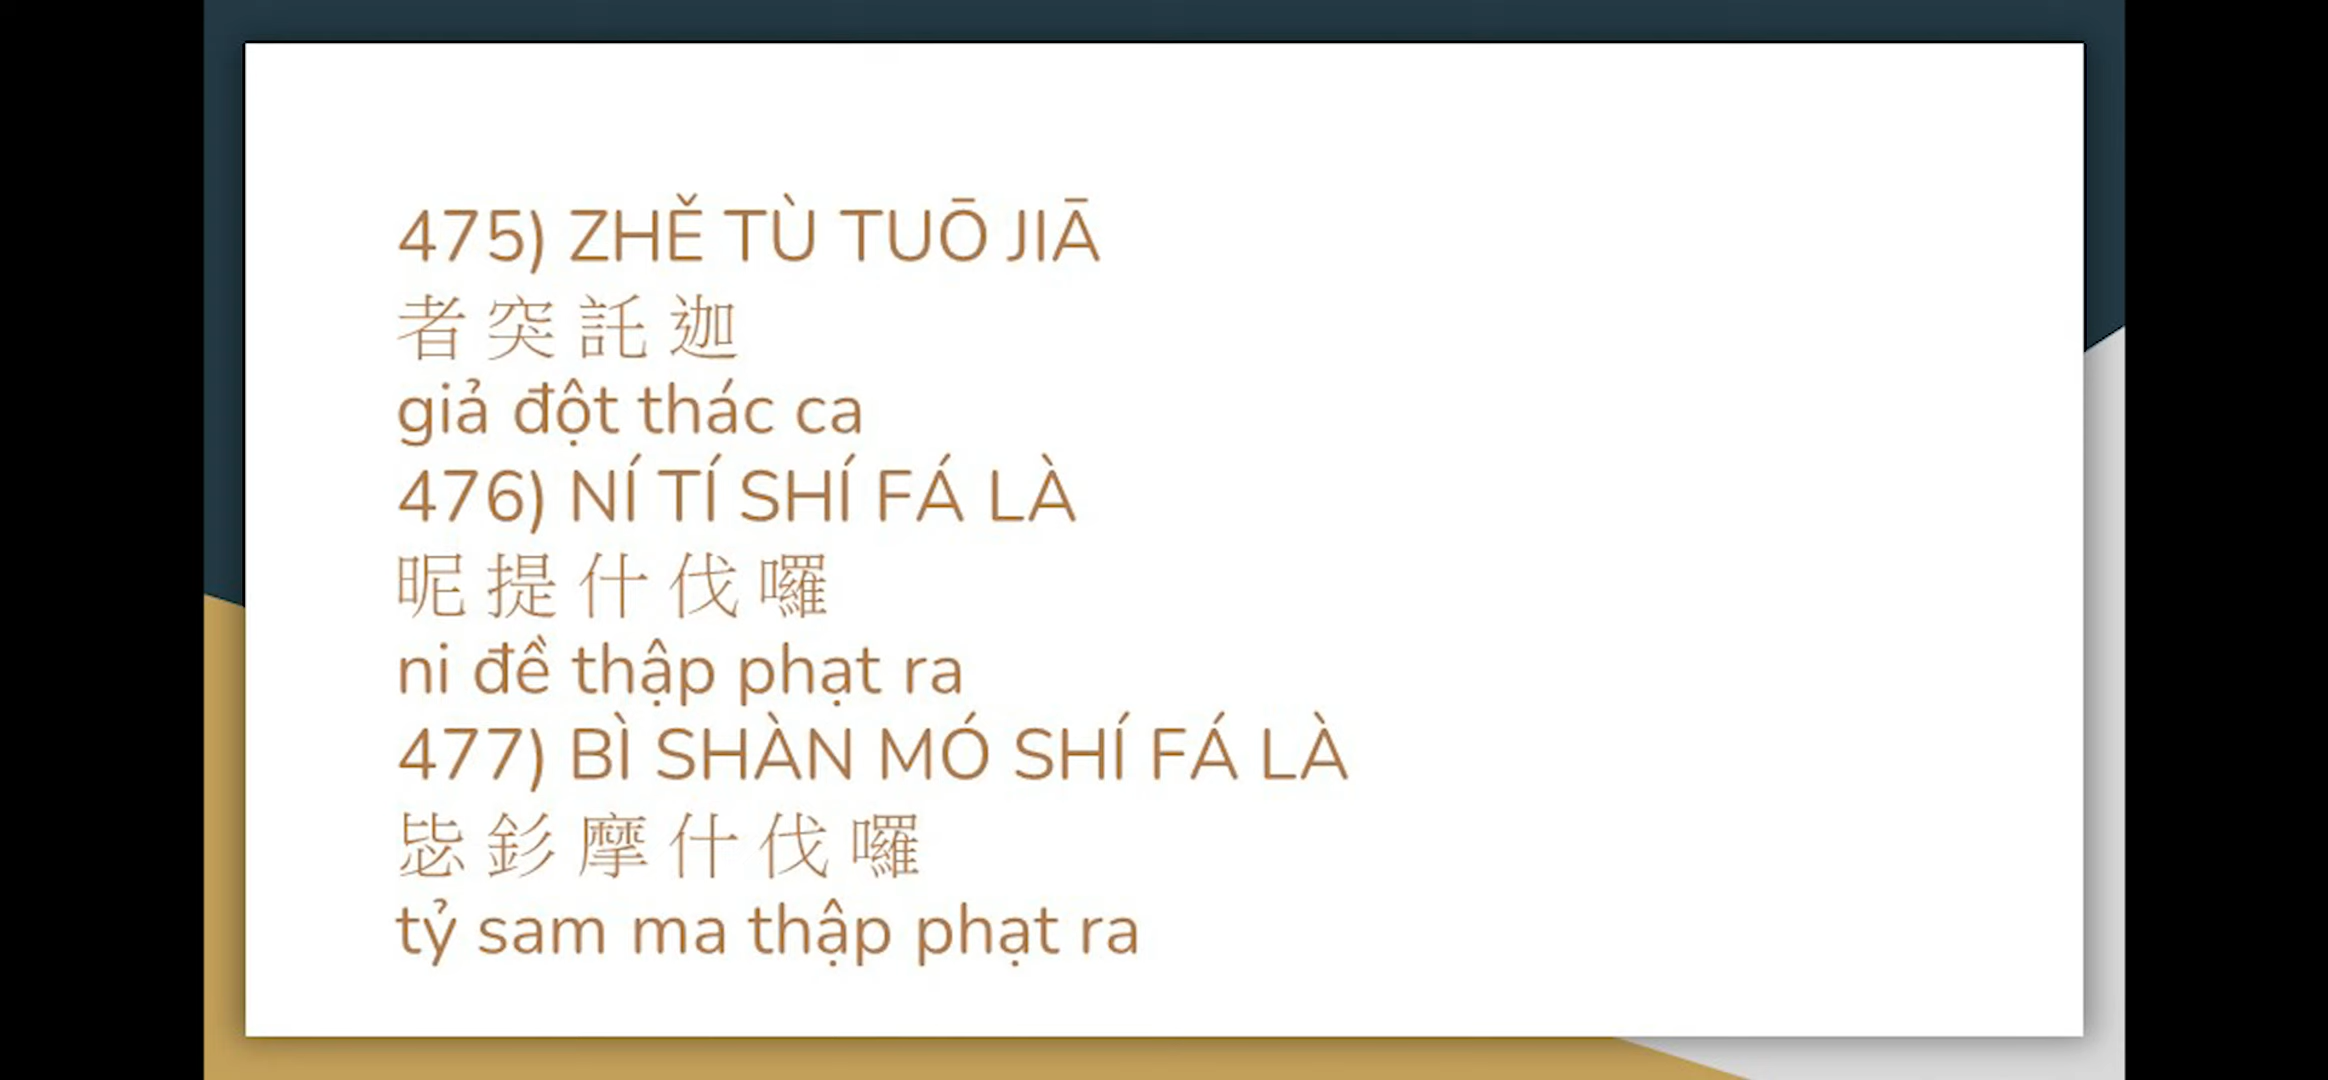 475) ZHĚ TÙ TUŌ JIĀ
者 突 託 迦
giả đột thác ca
476) NÍ TÍ SHÍ FÁ LÀ
昵 提 什 伐 囉
ni đề thập phạt ra
477) BÌ SHÀN MÓ SHÍ FÁ LÀ
毖 釤 摩 什 伐 囉
tỷ sam ma thập phạt ra